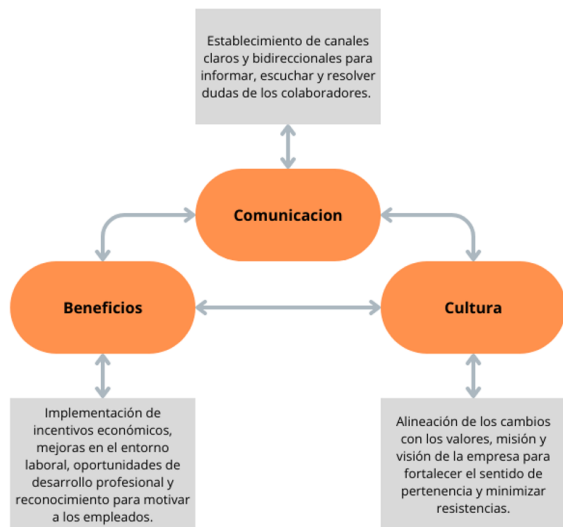 Establecimiento de canales
claros y bidireccionales para
informar, escuchar y resolver
dudas de los colaboradores.
Comunicacion
Beneficios
Cultura
Implementación de
incentivos económicos,
mejoras en el entorno
laboral, oportunidades de
desarrollo profesional y
reconocimiento para motivar
a los empleados.
Alineación de los cambios
con los valores, misión y
visión de la empresa para
fortalecer el sentido de
pertenencia y minimizar
resistencias.